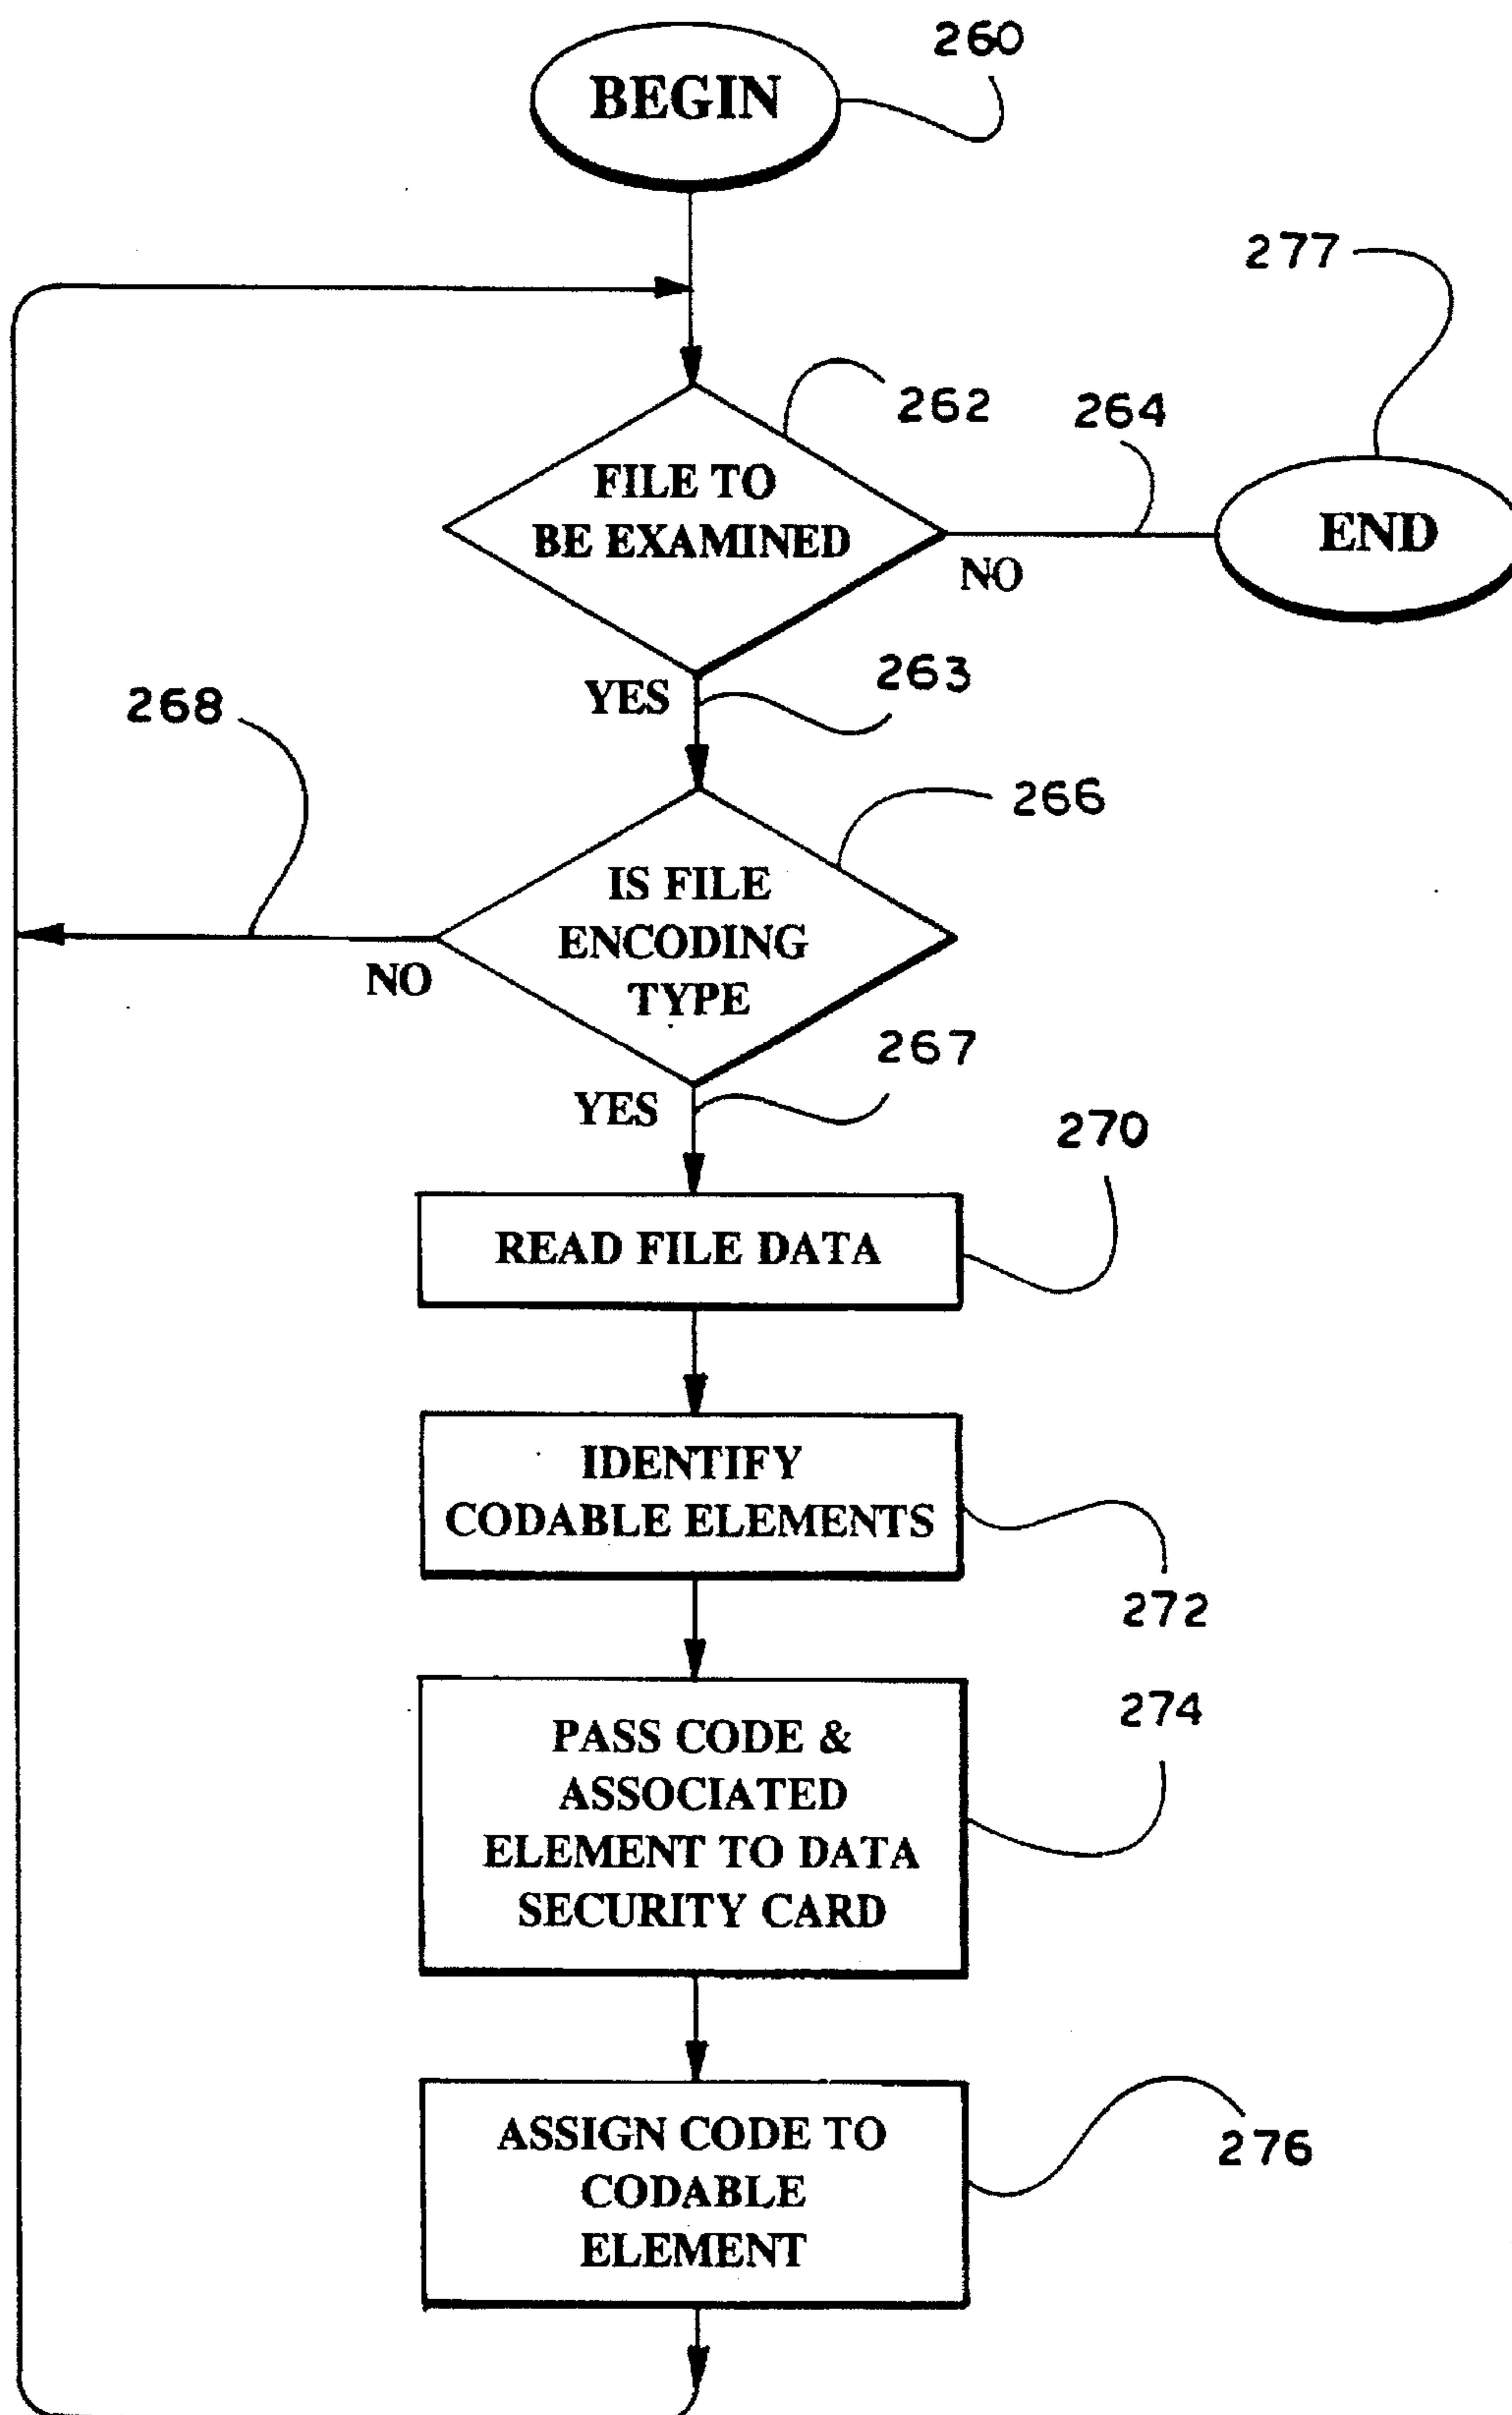 260
BEGIN
277
262
264
FILE TO
BE EXAMINED
END
NO
263
YES
268
266
IS FILE
ENCODING
TYPE
NO
267
YES
270
READ FILE DATA
IDENTIFY
CODABLE ELEMENTS
272
274
PASS CODE &
ASSOCIATED
ELEMENT TO DATA
SECURITY CARD
ASSIGN CODE TO
276
CODABLE
ELEMENT